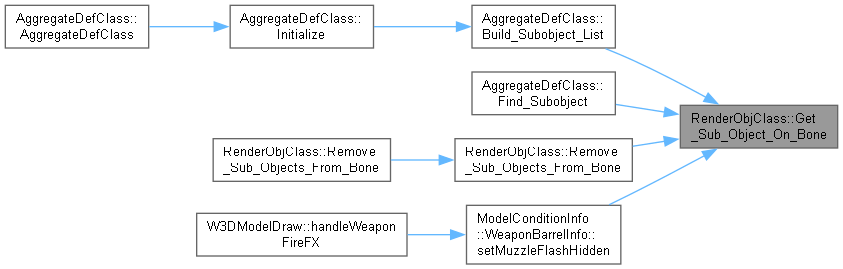 AggregateDefClass::
AggregateDefClass
AggregateDefClass::
Initialize
AggregateDefClass::
Build_Subobject_List
AggregateDefClass::
Find_Subobject
RenderObjClass::Get
_Sub_Object_On_Bone
RenderObjClass::Remove
_Sub_Objects_From_Bone
RenderObjClass::Remove
_Sub_Objects_From_Bone
W3DModelDraw::handleWeapon
FireFX
ModelConditionInfo
::WeaponBarrelInfo::
setMuzzleFlashHidden